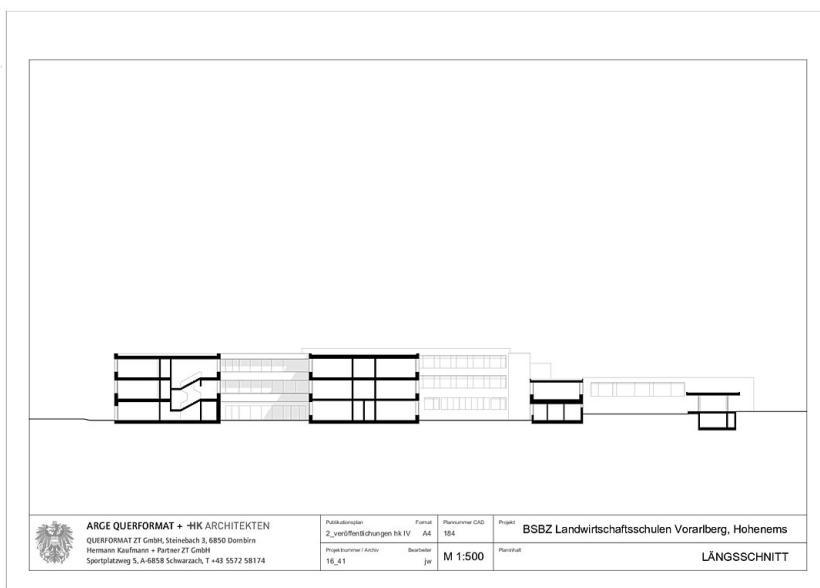 ARGE QUERFORMAT + HK ARCHITEKTEN
QUERFORMAT ZT GmbH, Steinebach 3, 6850 Dornbirn
Hermann Kaufmann + Partner ZT GmbH
Sportplatzweg 5, A-6858 Schwarzach, T +43 5572 58174
Publikationsplan Format
2_veröffentlichungen hk IV A4
Projektnummer / Archiv Bearbeiter
16_41 jw
Plannummer CAD
184
M 1:500
Projekt
BSBZ Landwirtschaftsschulen Vorarlberg, Hohenems
Planinhalt
LÄNGSSCHNITT